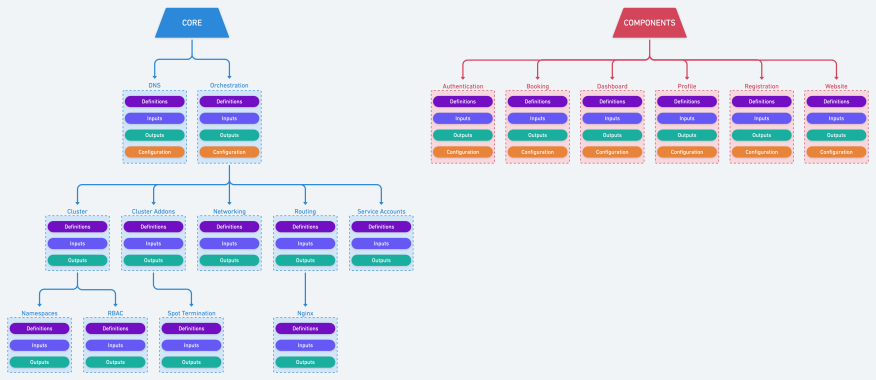 CORE
COMPONENTS
DNS
Definitions
Inputs
Outputs
Configuration
Orchestration
Definitions
Inputs
Outputs
Configuration
Authentication
Definitions
Inputs
Outputs
Configuration
Booking
Definitions
Inputs
Outputs
Configuration
Dashboard
Definitions
Inputs
Outputs
Configuration
Profile
Definitions
Inputs
Outputs
Configuration
Registration
Definitions
Inputs
Outputs
Configuration
Website
Definitions
Inputs
Outputs
Configuration
Cluster
Definitions
Inputs
Outputs
Cluster Addons
Definitions
Inputs
Outputs
Networking
Definitions
Inputs
Outputs
Routing
Definitions
Inputs
Outputs
Service Accounts
Definitions
Inputs
Outputs
Namespaces
Definitions
Inputs
Outputs
RBAC
Definitions
Inputs
Outputs
Spot Termination
Definitions
Inputs
Outputs
Nginx
Definitions
Inputs
Outputs